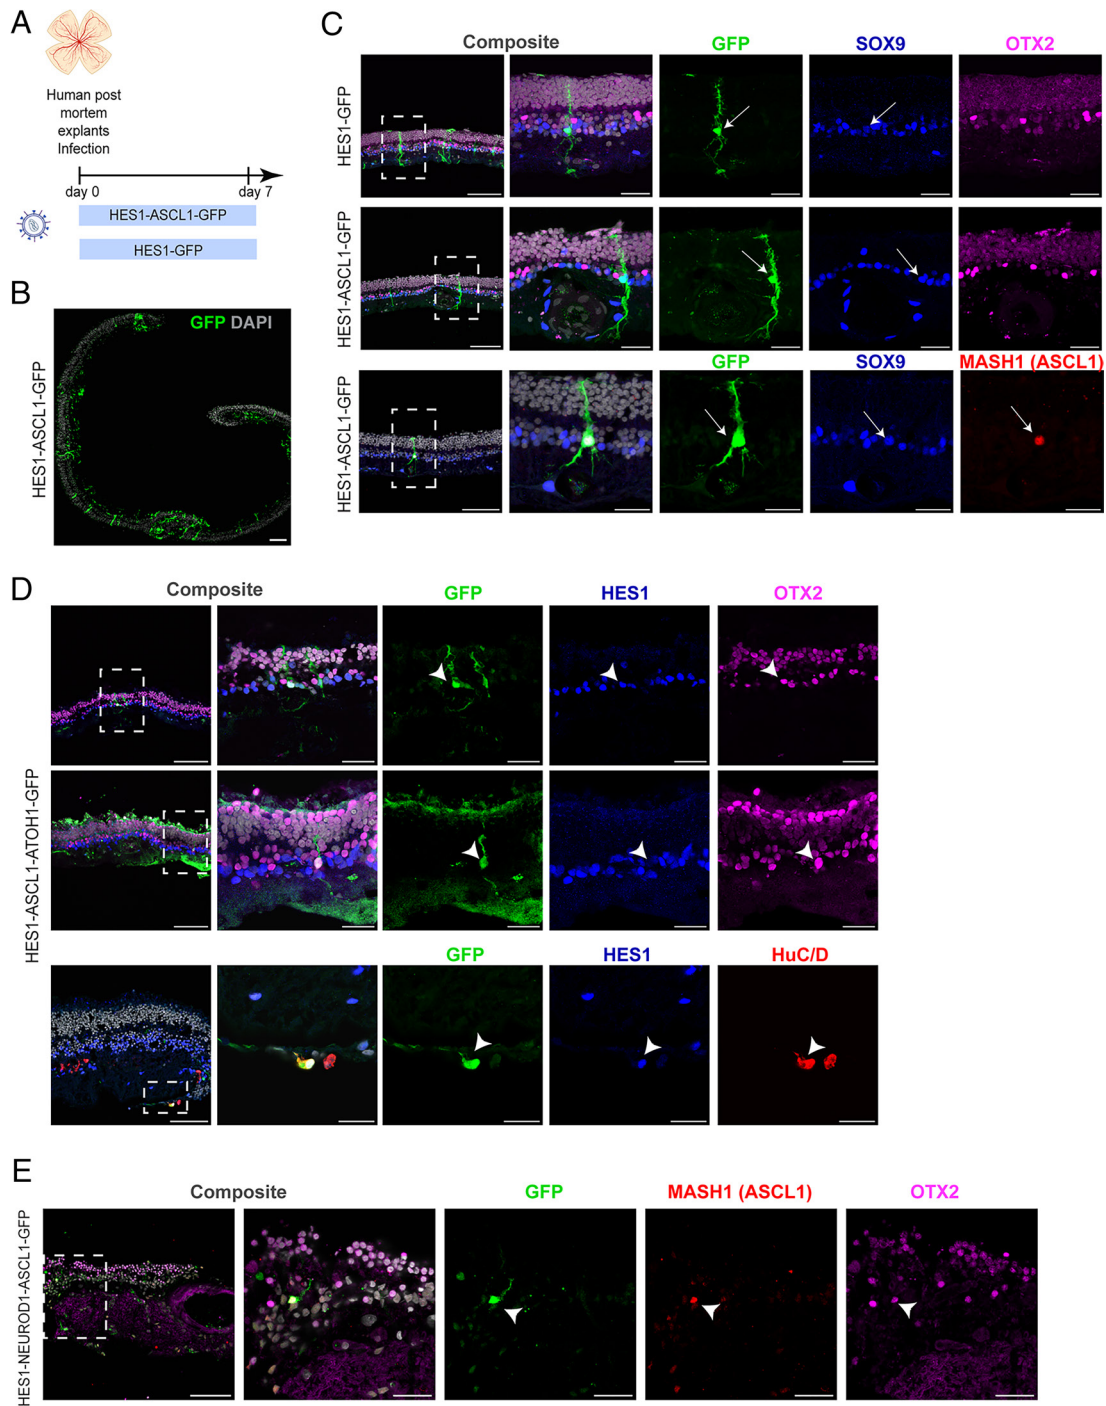 A
Human post
mortem
explants
Infection
day 0
day 7
HES1-ASCL1-GFP
HES1-GFP
B
GFP DAPI
HES1-ASCL1-GFP
C
Composite
GFP
SOX9
OTX2
HES1-GFP
HES1-ASCL1-GFP
GFP
SOX9
MASH1 (ASCL1)
HES1-ASCL1-GFP
D
Composite
GFP
HES1
OTX2
HES1-ASCL1-ATOH1-GFP
GFP
HES1
HuC/D
E
Composite
GFP
MASH1 (ASCL1)
OTX2
HES1-NEUROD1-ASCL1-GFP